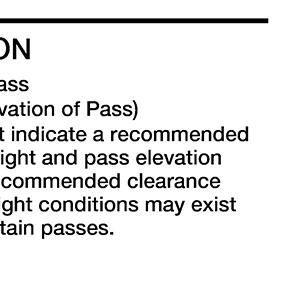 ON
ass
vation of Pass)
t indicate a recommended
ight and pass elevation
commended clearance
ight conditions may exist
tain passes.